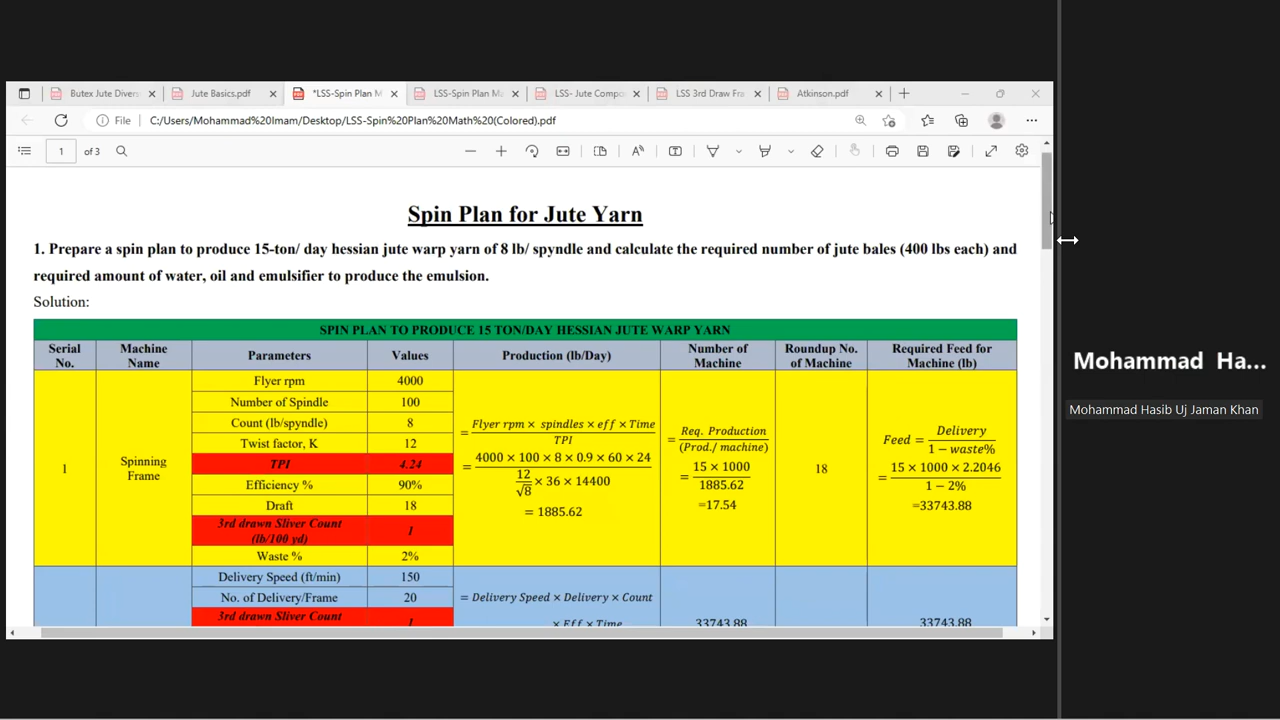 Butex Jute Divers
Jute Basics.pdf
*LSS-Spin Plan M
LSS-Spin Plan Ma
LSS- Jute Compo
LSS 3rd Draw Fra
Atkinson.pdf
File
C:/Users/Mohammad%20Imam/Desktop/LSS-Spin%20Plan%20Math%20(Colored).pdf
1 of 3
Spin Plan for Jute Yarn
1. Prepare a spin plan to produce 15-ton/ day hessian jute warp yarn of 8 lb/ spyndle and calculate the required number of jute bales (400 lbs each) and
required amount of water, oil and emulsifier to produce the emulsion.
Solution:
SPIN PLAN TO PRODUCE 15 TON/DAY HESSIAN JUTE WARP YARN
Serial No. Machine Name Parameters Values Production (lb/Day) Number of Machine Roundup No. of Machine Required Feed for Machine (lb)
1
Spinning
Frame
Flyer rpm 4000
Number of Spindle 100
Count (lb/spyndle) 8
Twist factor, K 12
TPI 4.24
Efficiency % 90%
Draft 18
3rd drawn Sliver Count
(lb/100 yd) 1
Waste % 2%
= Flyer rpm × spindles × eff × Time
TPI
= 4000 × 100 × 8 × 0.9 × 60 × 24
12/√8 × 36 × 14400
= 1885.62
= Req. Production
(Prod./ machine)
= 15 × 1000
1885.62
=17.54
18
Feed = Delivery
1 − waste%
= 15 × 1000 × 2.2046
1 − 2%
=33743.88
Delivery Speed (ft/min) 150
No. of Delivery/Frame 20
3rd drawn Sliver Count 1
= Delivery Speed × Delivery × Count
× Eff × Time
33743.88
33743.88
Mohammad Ha...
Mohammad Hasib Uj Jaman Khan